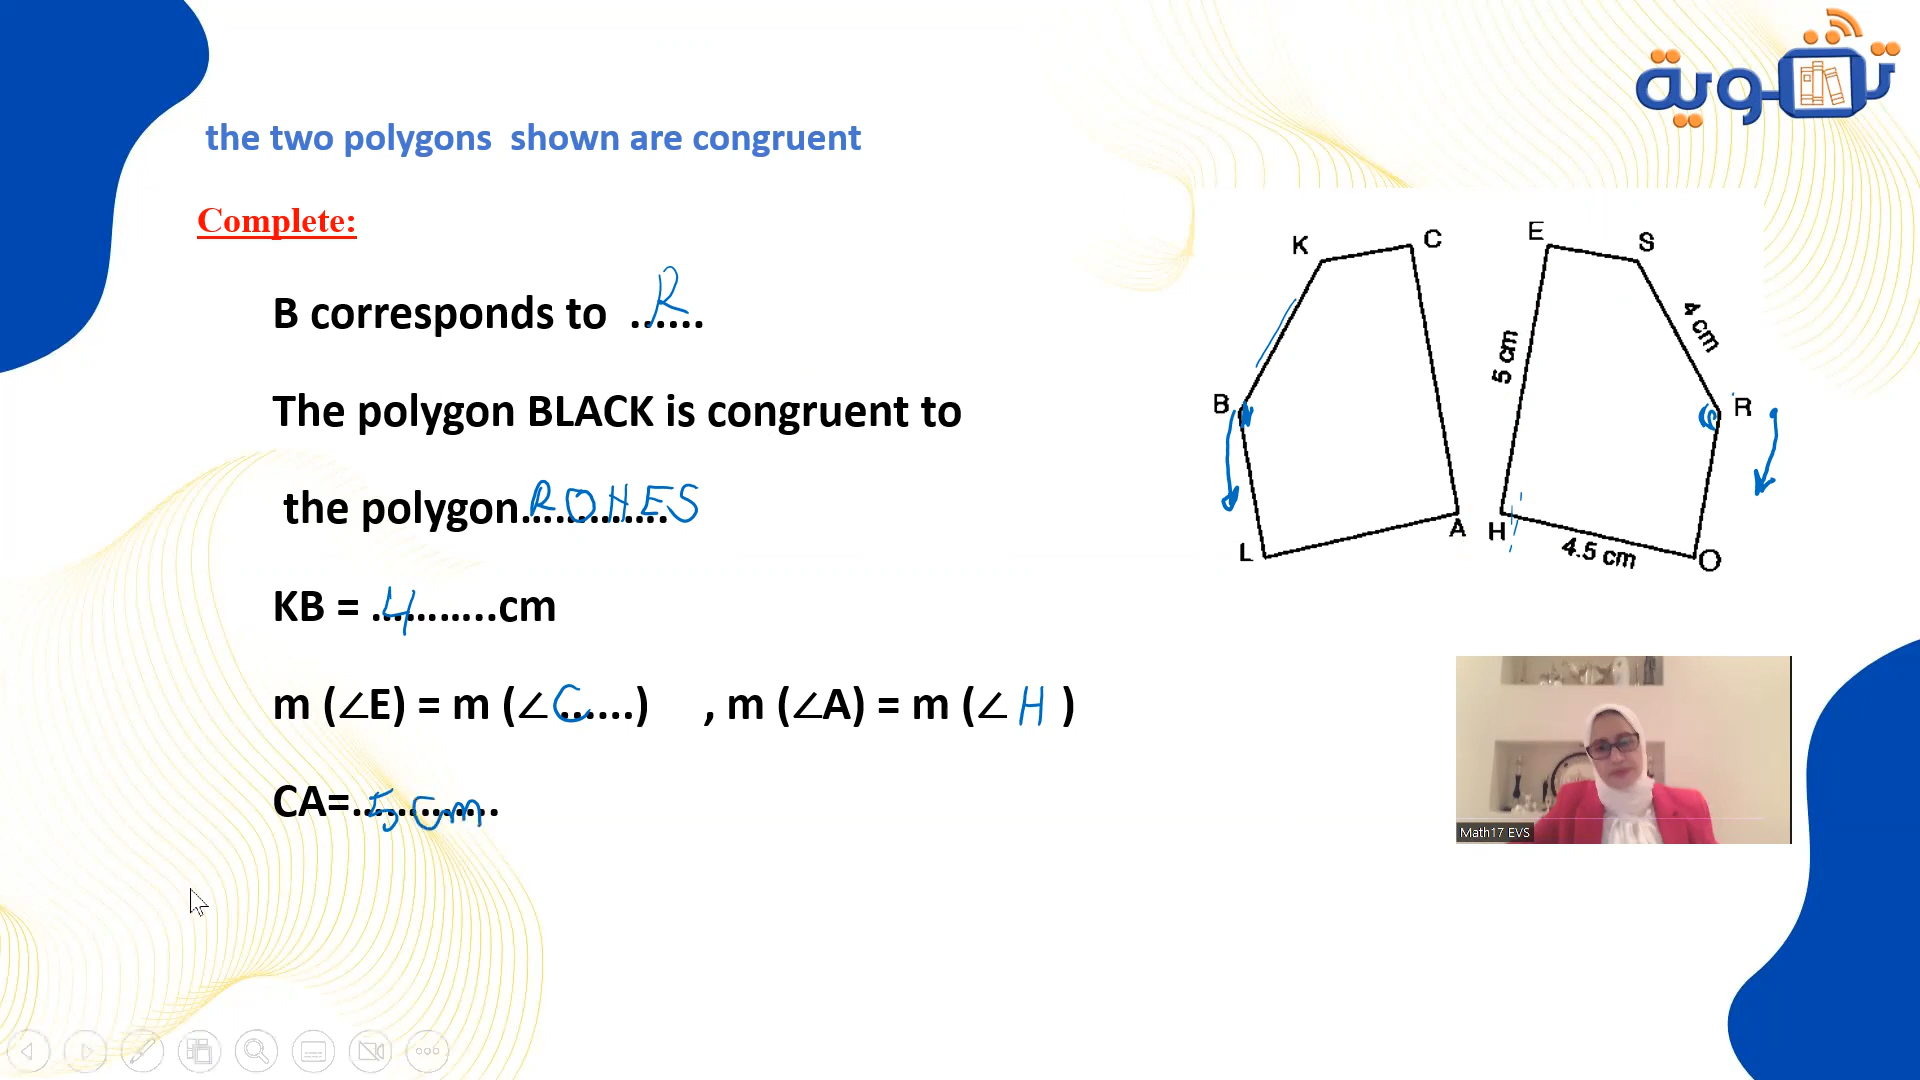 ثانوية
the two polygons shown are congruent
Complete:
B corresponds to ...... R
The polygon BLACK is congruent to
the polygon............. ROHES
KB = ...........cm 4
m (∠E) = m (∠ ......) C , m (∠A) = m (∠ H )
CA=............. 5 cm
K
C
E
S
4 cm
5 cm
B
R
L
A
H
4.5 cm
O
Math17 EVS